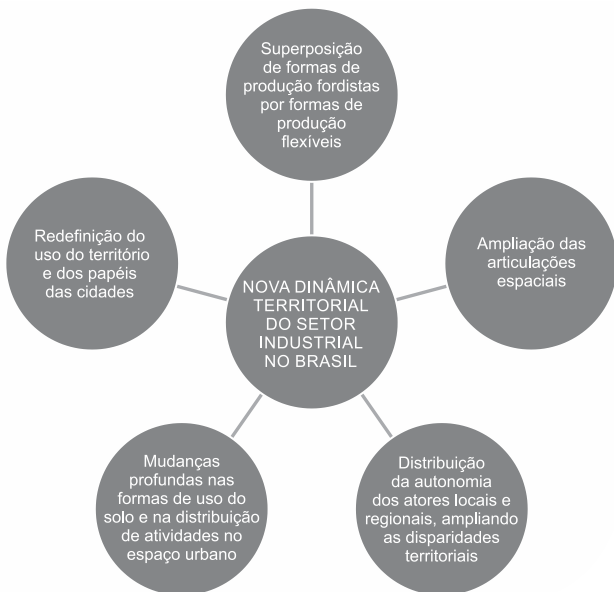 Superposição
de formas de
produção fordistas
por formas de
produção
flexíveis
Redefinição do
uso do território
e dos papéis
das cidades
Ampliação das
articulações
espaciais
NOVA DINÂMICA
TERRITORIAL
DO SETOR
INDUSTRIAL
NO BRASIL
Mudanças
profundas nas
formas de uso do
solo e na distribuição
de atividades no
espaço urbano
Distribuição
da autonomia
dos atores locais e
regionais, ampliando
as disparidades
territoriais